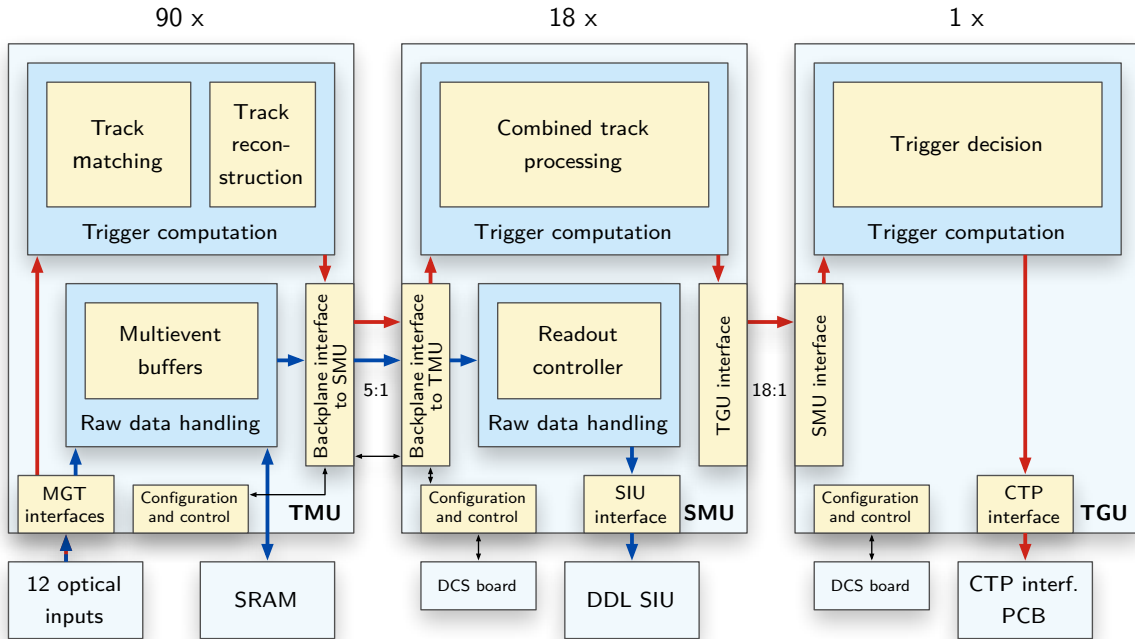 90 x
18 x
1 x
Track
matching
Track
recon-
struction
Trigger computation
Multievent
buffers
Raw data handling
Backplane interface
to SMU
MGT
interfaces
Configuration
and control
TMU
12 optical
inputs
SRAM
5:1
Combined track
processing
Trigger computation
Backplane interface
to TMU
Readout
controller
Raw data handling
TGU interface
Configuration
and control
SIU
interface
SMU
DCS board
DDL SIU
18:1
Trigger decision
Trigger computation
SMU interface
Configuration
and control
CTP
interface
TGU
DCS board
CTP interf.
PCB